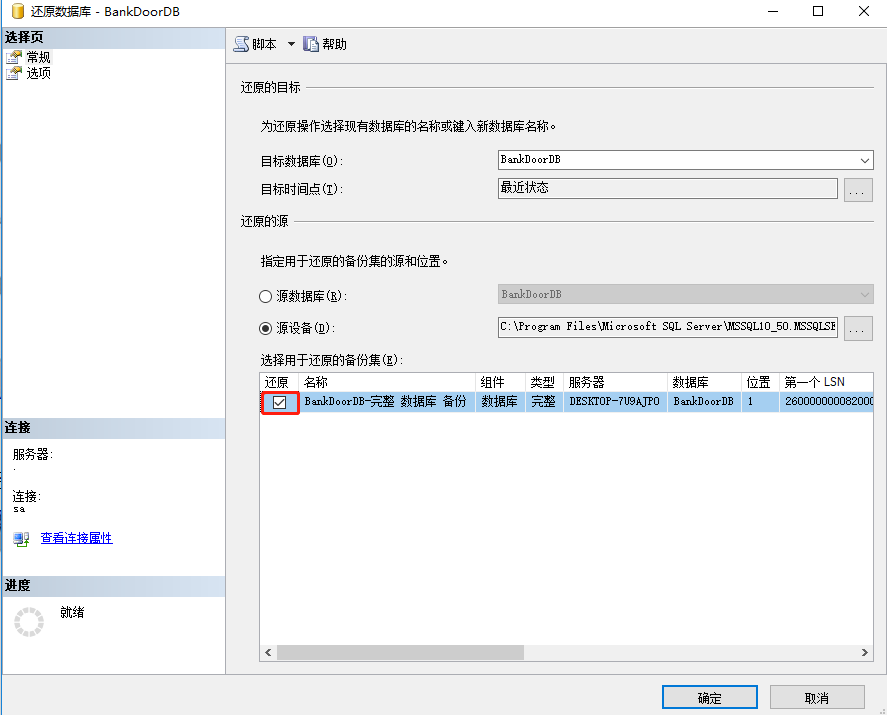 还原数据库 - BankDoorDB
选择页
常规
选项
脚本 帮助
还原的目标
为还原操作选择现有数据库的名称或键入新数据库名称。
目标数据库(O): BankDoorDB
目标时间点(T): 最近状态 ...
还原的源
指定用于还原的备份集的源和位置。
源数据库(R): BankDoorDB
源设备(D): C:\Program Files\Microsoft SQL Server\MSSQL10_50.MSSQLSE ...
选择用于还原的备份集(E):
还原 名称 组件 类型 服务器 数据库 位置 第一个 LSN
BankDoorDB-完整 数据库 备份 数据库 完整 DESKTOP-7U9AJPO BankDoorDB 1 2600000000082000
连接
服务器:
.
连接:
sa
查看连接属性
进度
就绪
确定 取消